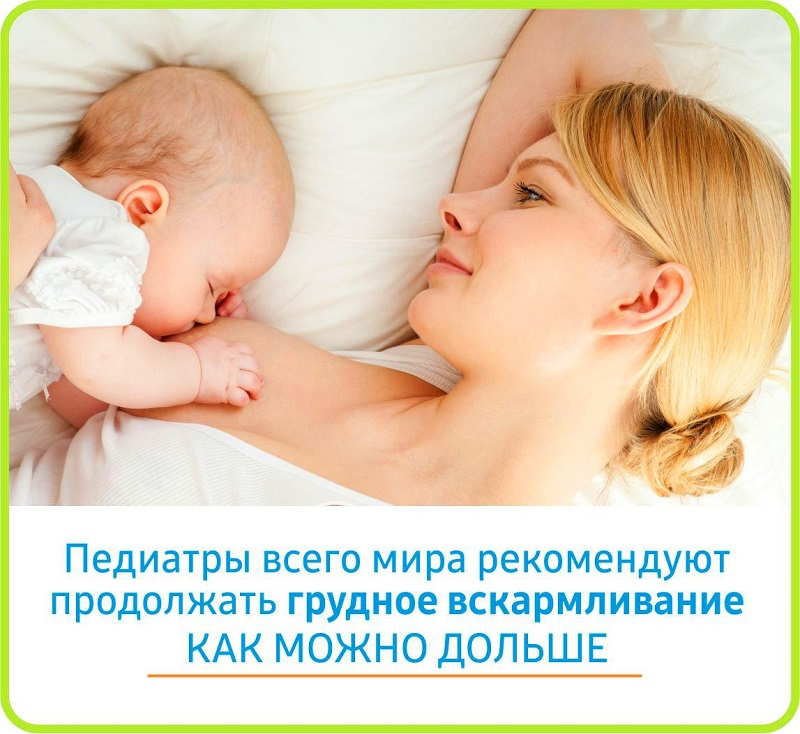 Педиатры всего мира рекомендуют
продолжать грудное вскармливание
КАК МОЖНО ДОЛЬШЕ